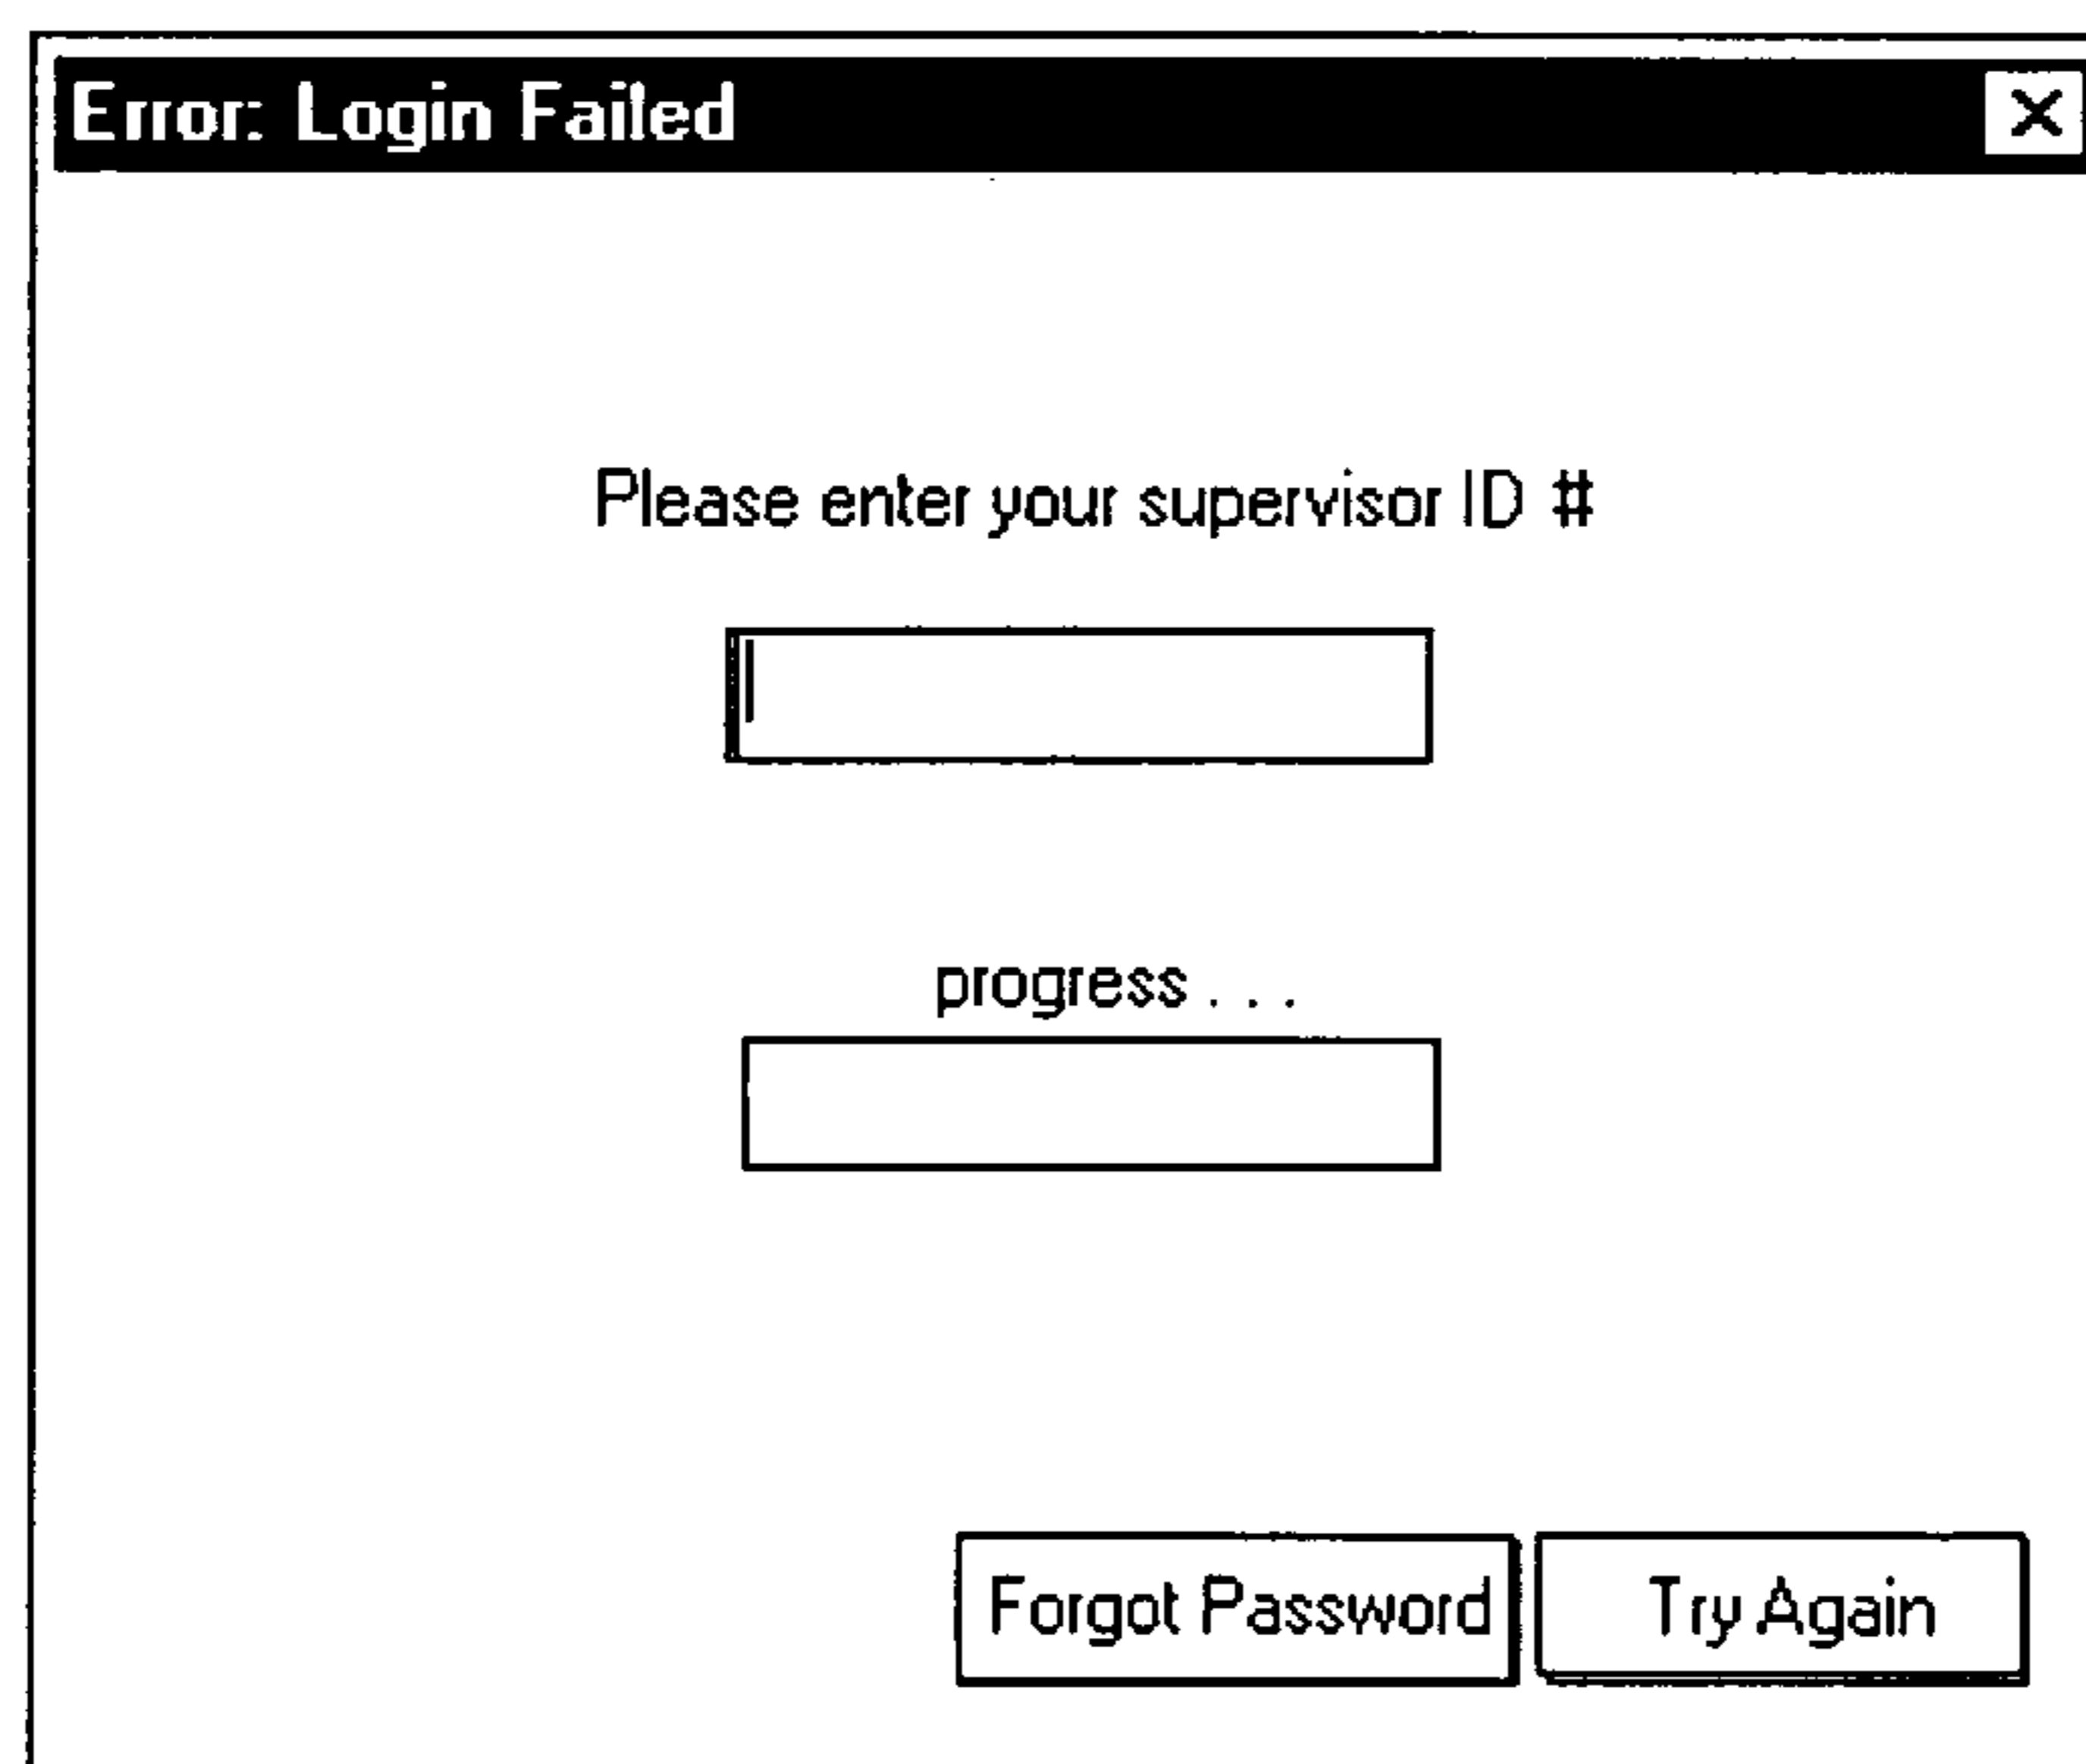 Error: Login Failed
Please enter your supervisor ID #
progress . . .
Forgot Password
Try Again